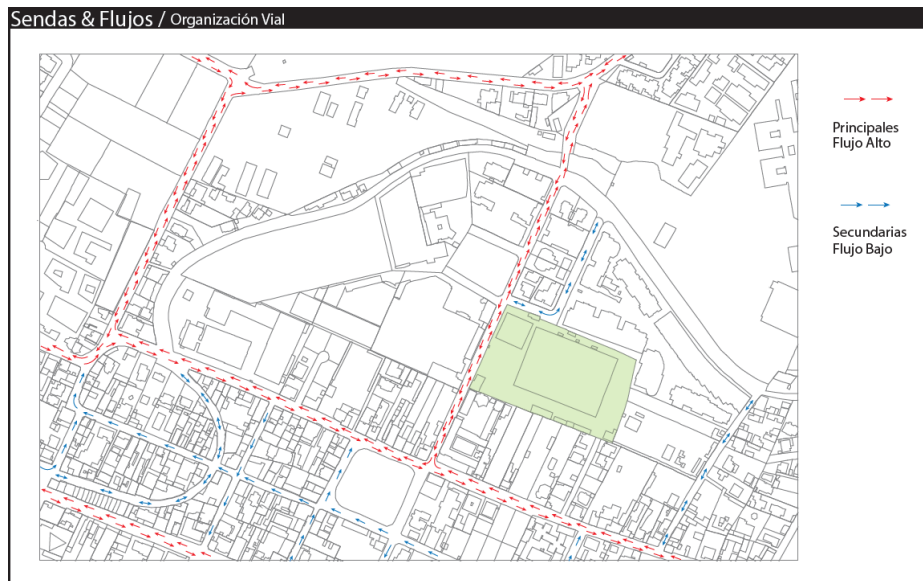 Sendas & Flujos / Organización Vial
Principales
Flujo Alto
Secundarias
Flujo Bajo